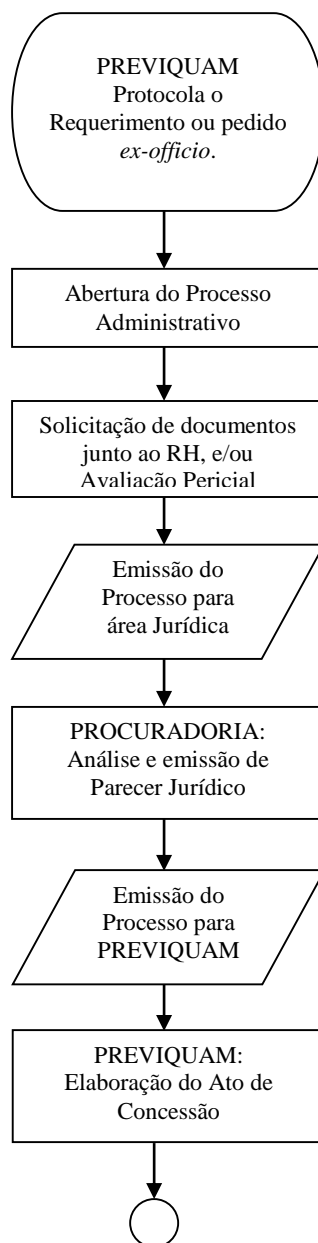 PREVIQUAM
Protocola o
Requerimento ou pedido
ex-officio.
Abertura do Processo
Administrativo
Solicitação de documentos
junto ao RH, e/ou
Avaliação Pericial
Emissão do
Processo para
área Jurídica
PROCURADORIA:
Análise e emissão de
Parecer Jurídico
Emissão do
Processo para
PREVIQUAM
PREVIQUAM:
Elaboração do Ato de
Concessão